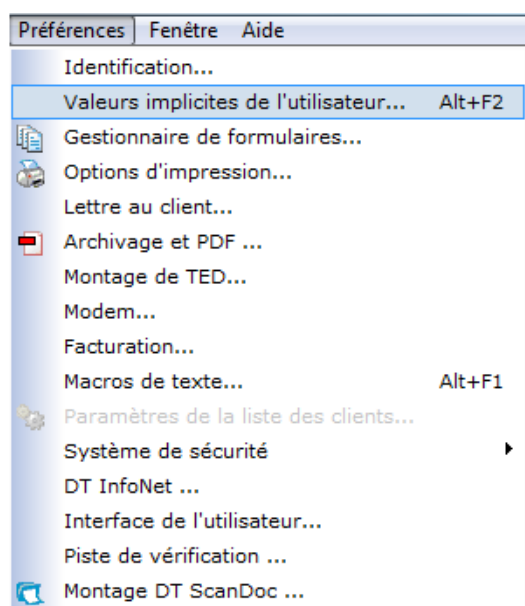 Préférences Fenêtre Aide
Identification...
Valeurs implicites de l'utilisateur... Alt+F2
Gestionnaire de formulaires...
Options d'impression...
Lettre au client...
Archivage et PDF ...
Montage de TED...
Modem...
Facturation...
Macros de texte... Alt+F1
Paramètres de la liste des clients...
Système de sécurité
DT InfoNet ...
Interface de l'utilisateur...
Piste de vérification ...
Montage DT ScanDoc ...